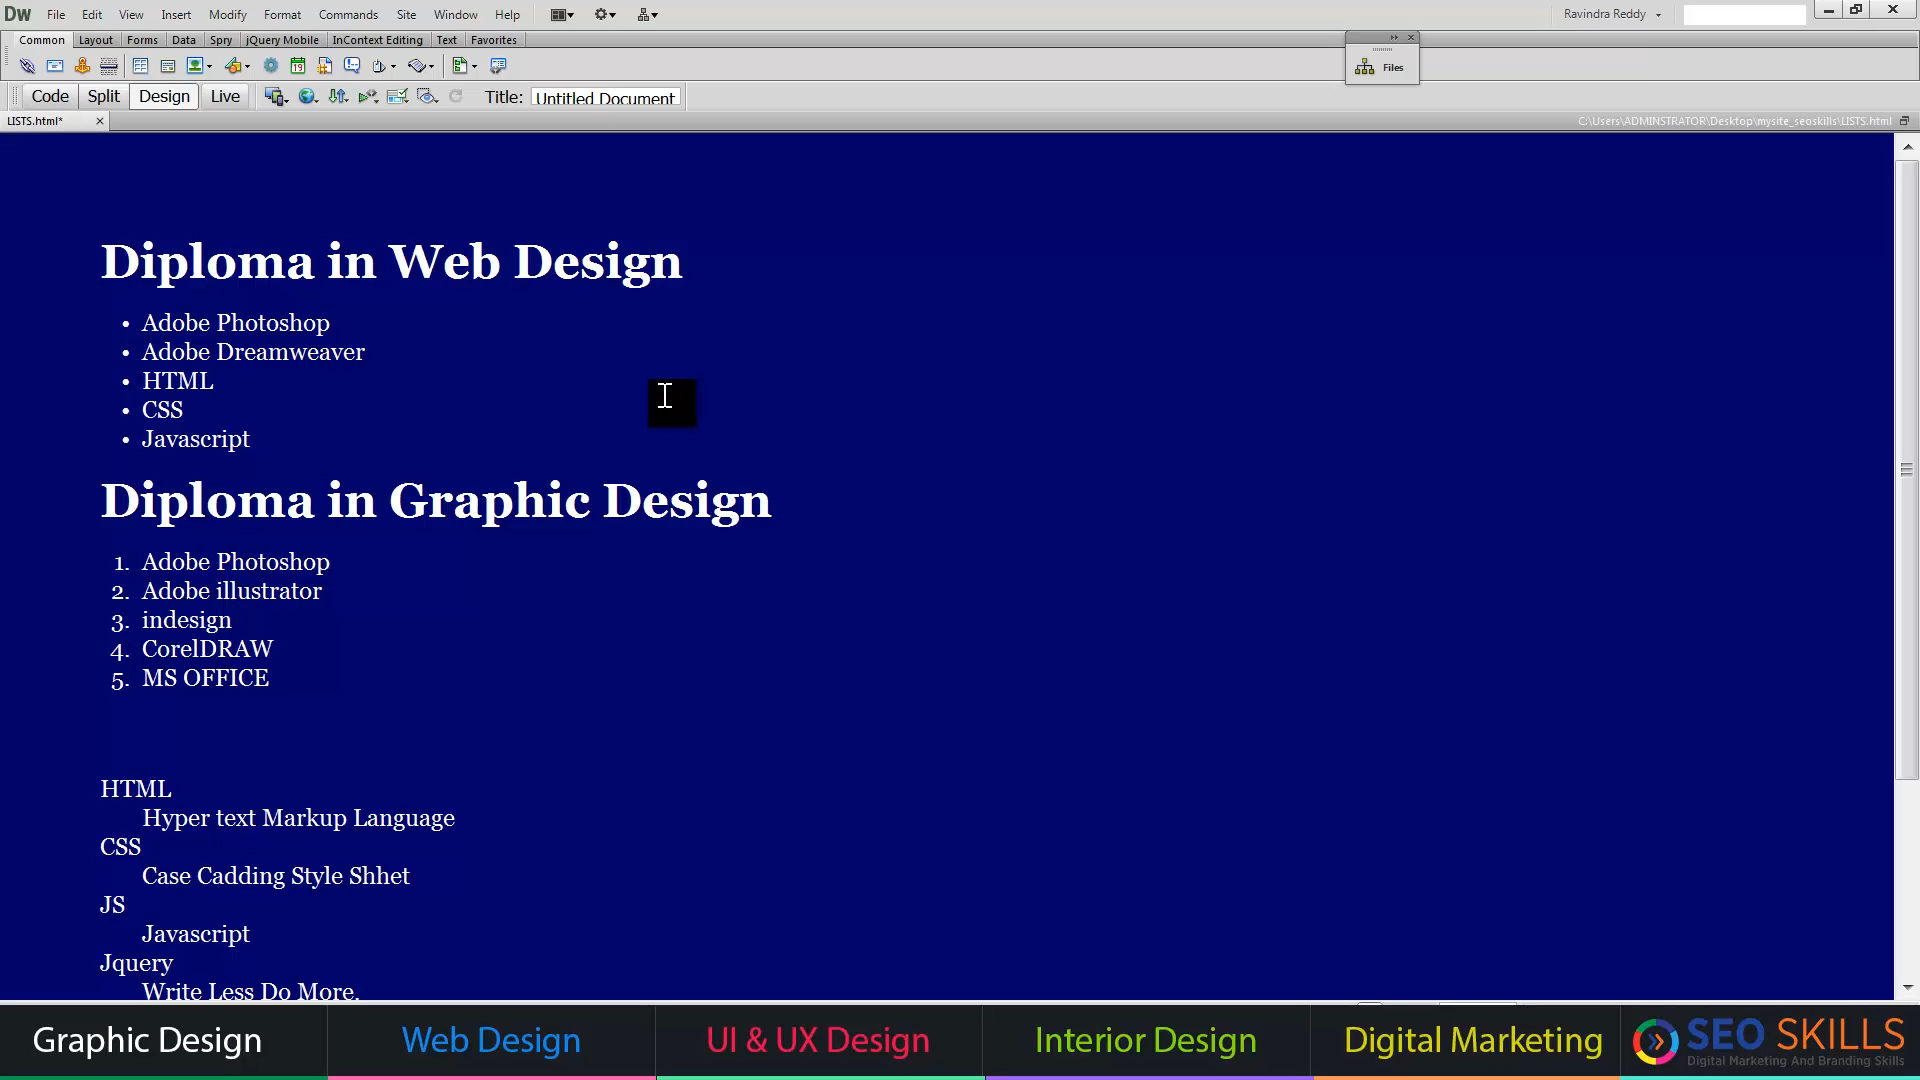 Dw File Edit View Insert Modify Format Commands Site Window Help Ravindra Reddy
Common Layout Forms Data Spry jQuery Mobile InContext Editing Text Favorites
19
Files
Code Split Design Live Title: Untitled Document
LISTS.html* C:\Users\ADMINSTRATOR\Desktop\mysite_seoskills\LISTS.html
Diploma in Web Design
• Adobe Photoshop
• Adobe Dreamweaver
• HTML
• CSS
• Javascript
Diploma in Graphic Design
1. Adobe Photoshop
2. Adobe illustrator
3. indesign
4. CorelDRAW
5. MS OFFICE
HTML
Hyper text Markup Language
CSS
Case Cadding Style Shhet
JS
Javascript
Jquery
Write Less Do More.
Graphic Design Web Design UI & UX Design Interior Design Digital Marketing SEO SKILLS
Digital Marketing And Branding Skills